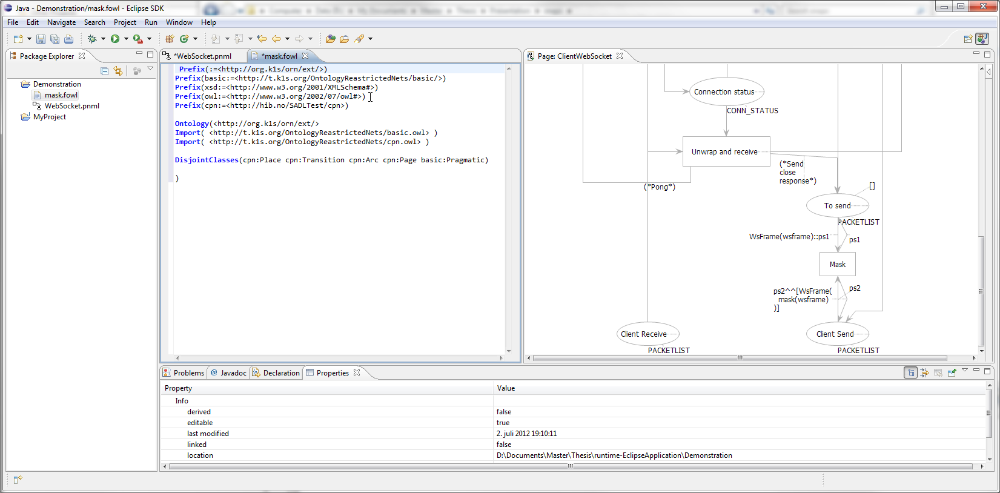 Java - Demonstration/mask.fowl - Eclipse SDK
File Edit Navigate Search Project Run Window Help
Package Explorer
Demonstration
mask.fowl
WebSocket.pnml
MyProject
*WebSocket.pnml *mask.fowl
Prefix(:=<http://org.k1s/orn/ext/>)
Prefix(basic:=<http://t.k1s.org/OntologyReastrictedNets/basic/>)
Prefix(xsd:=<http://www.w3.org/2001/XMLSchema#>)
Prefix(owl:=<http://www.w3.org/2002/07/owl#>)
Prefix(cpn:=<http://hib.no/SADLTest/cpn>)
Ontology(<http://org.k1s/orn/ext/>
Import( <http://t.k1s.org/OntologyReastrictedNets/basic.owl> )
Import( <http://t.k1s.org/OntologyReastrictedNets/cpn.owl> )
DisjointClasses(cpn:Place cpn:Transition cpn:Arc cpn:Page basic:Pragmatic)
)
Page: ClientWebSocket
Connection status
CONN_STATUS
Unwrap and receive
(*Send
close
response*)
(*Pong*)
[]
To send
PACKETLIST
WsFrame(wsframe)::ps1
ps1
Mask
ps2
ps2^^[WsFrame(
mask(wsframe)
)]
Client Receive
PACKETLIST
Client Send
PACKETLIST
Problems @ Javadoc Declaration Properties
Property Value
Info
derived false
editable true
last modified 2. juli 2012 19:10:11
linked false
location D:\Documents\Master\Thesis\runtime-EclipseApplication\Demonstration